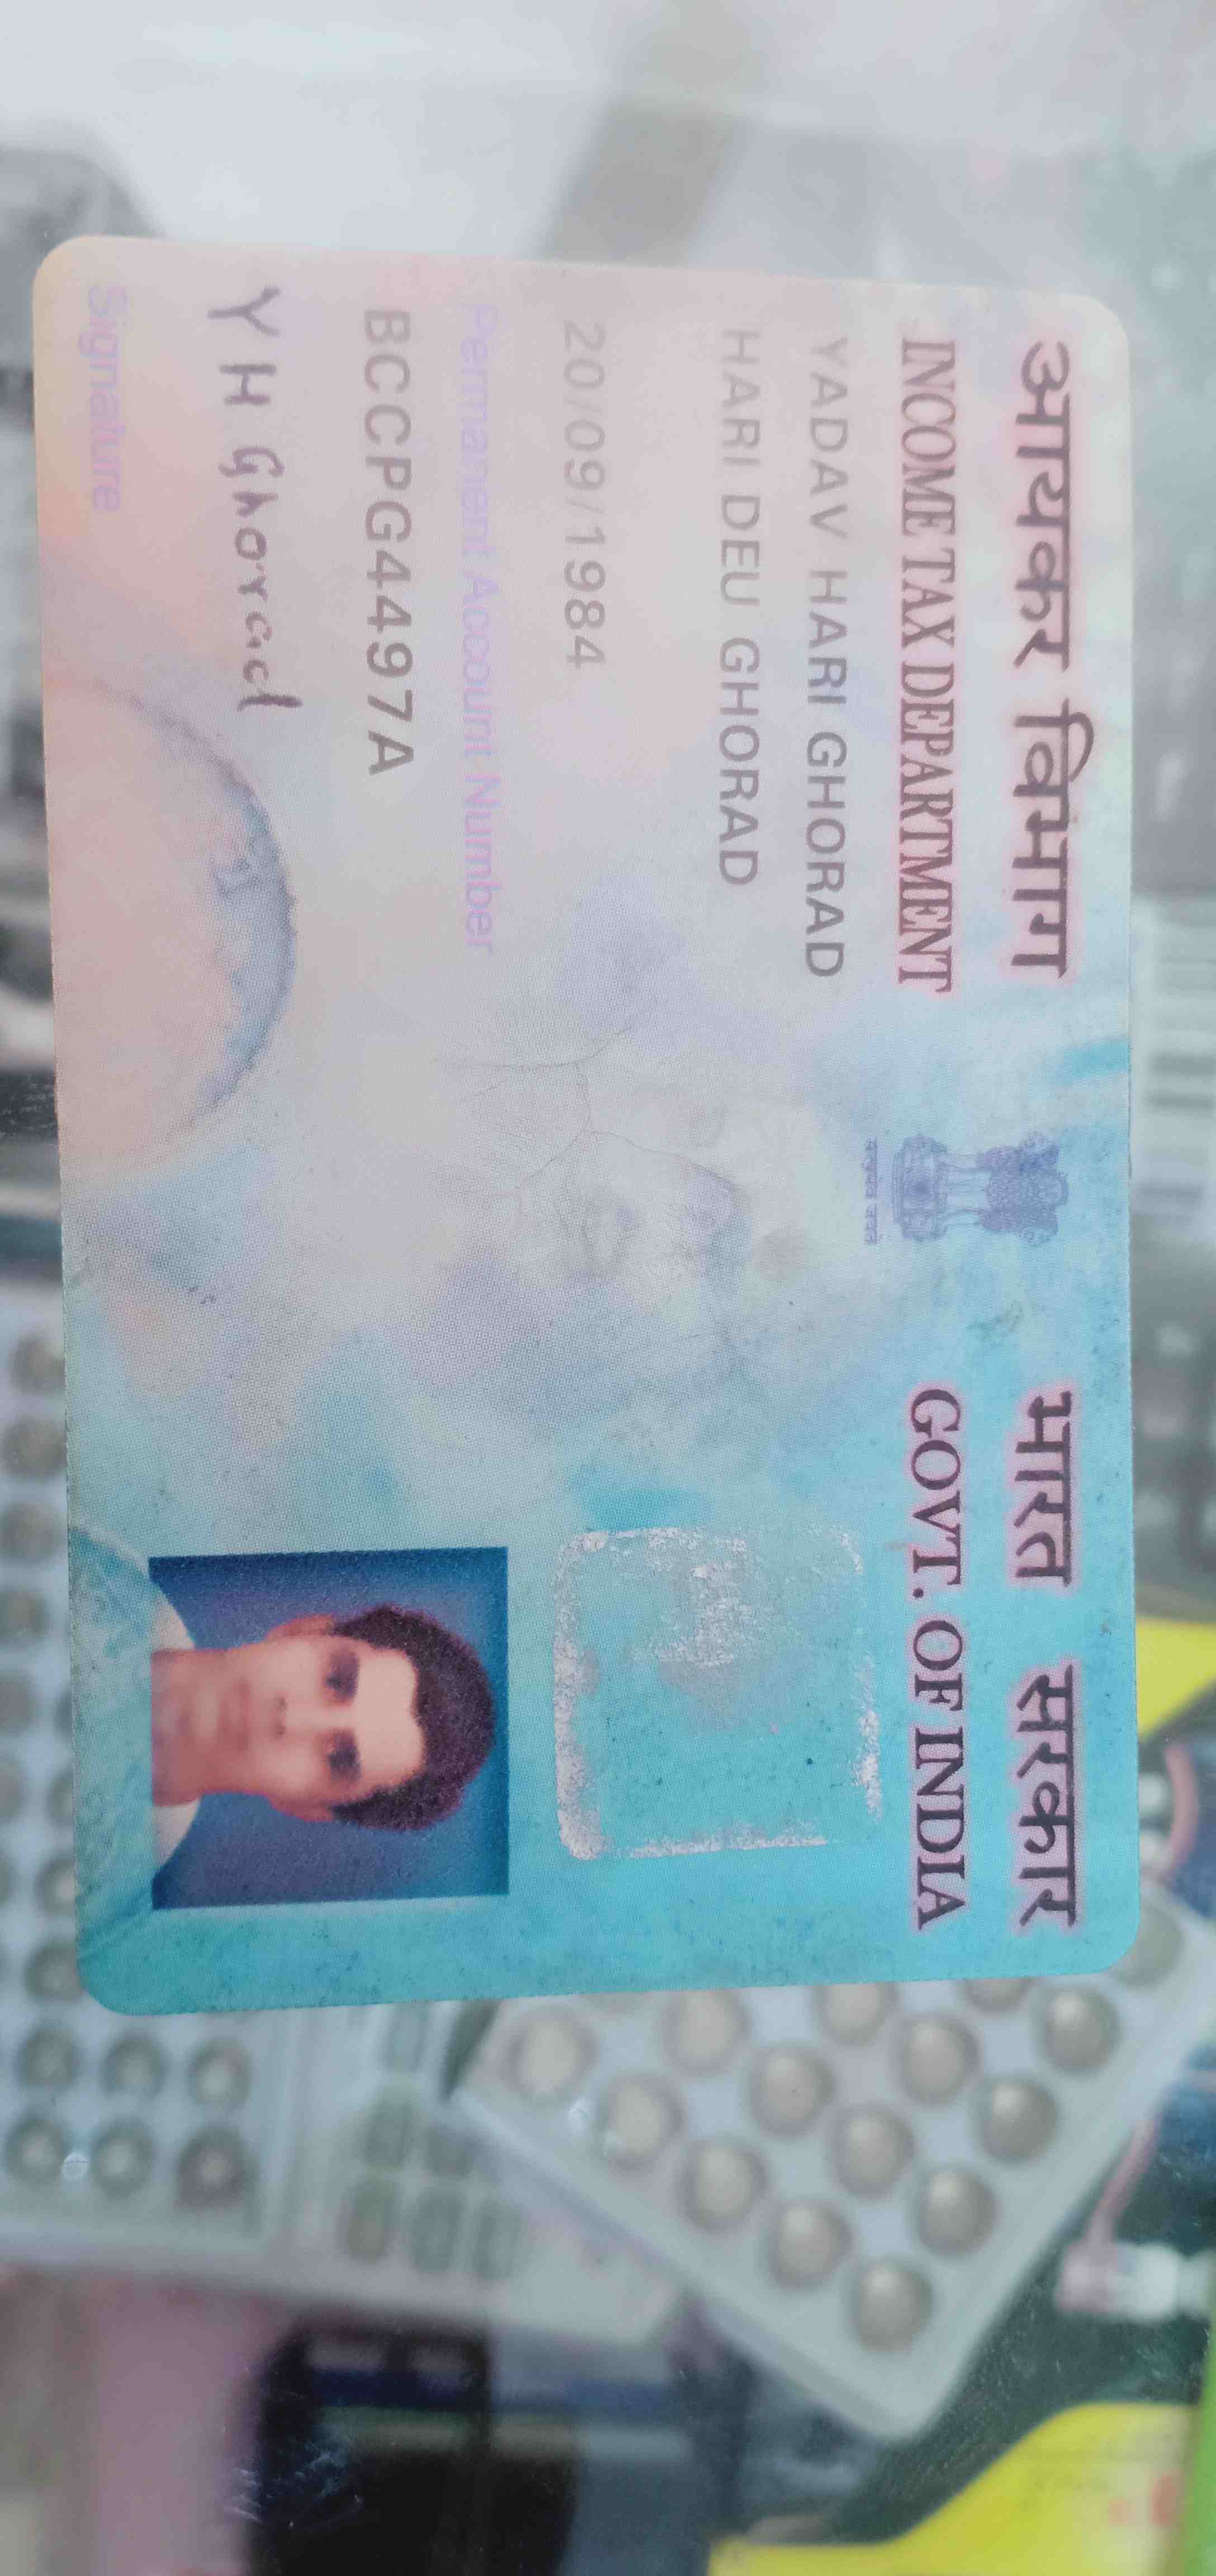 आयकर विभाग
INCOME TAX DEPARTMENT
सत्यमेव जयते
भारत सरकार
GOVT. OF INDIA
YADAV HARI GHORAD
HARI DEU GHORAD
20/09/1984
Permanent Account Number
BCCPG4497A
Y H Ghorad
Signature